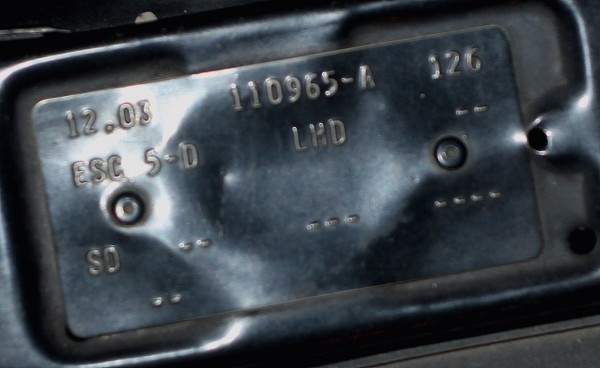 12.03 110965-A 126
--
ESC 5-D LHD
----
SD -- ---
--